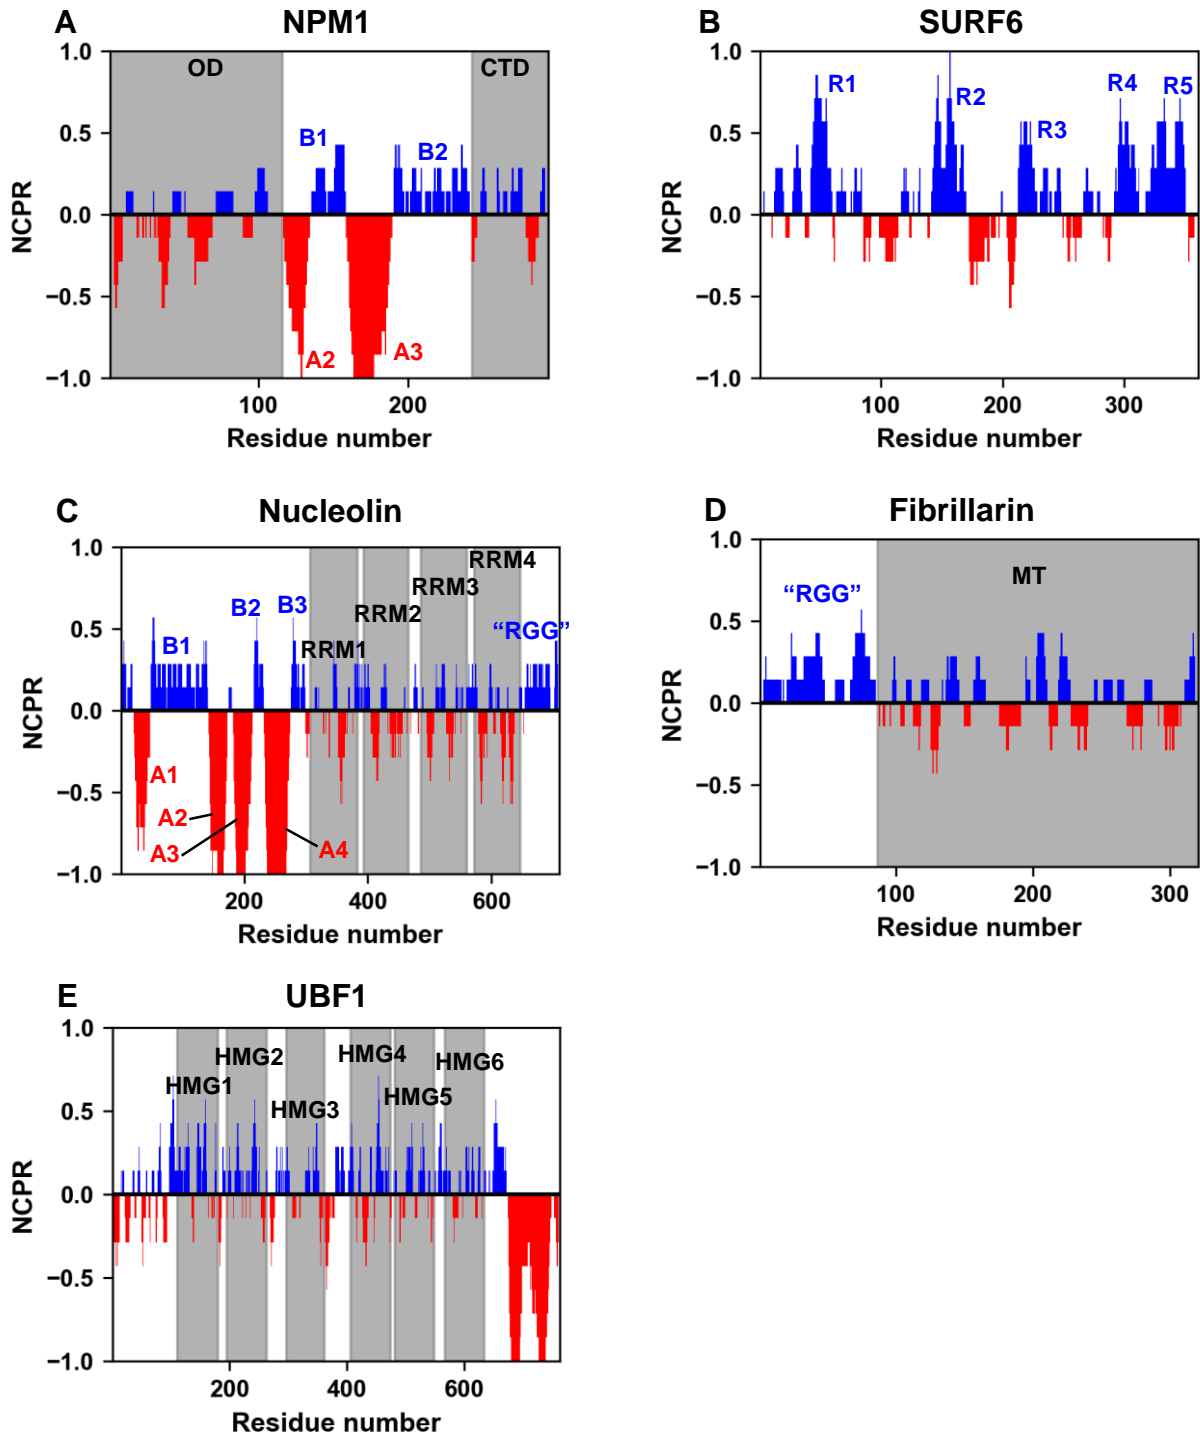 A
NPM1
1.0
0.5
0.0
−0.5
−1.0
NCPR
OD
CTD
B1
B2
A2
A3
100
200
Residue number
B
SURF6
1.0
0.5
0.0
−0.5
−1.0
NCPR
R1
R2
R3
R4
R5
100
200
300
Residue number
C
Nucleolin
1.0
0.5
0.0
−0.5
−1.0
NCPR
RRM4
RRM3
RRM2
RRM1
B1
B2
B3
“RGG”
A1
A2
A3
A4
200
400
600
Residue number
D
Fibrillarin
1.0
0.5
0.0
−0.5
−1.0
NCPR
“RGG”
MT
100
200
300
Residue number
E
UBF1
1.0
0.5
0.0
−0.5
−1.0
NCPR
HMG1
HMG2
HMG3
HMG4
HMG5
HMG6
200
400
600
Residue number